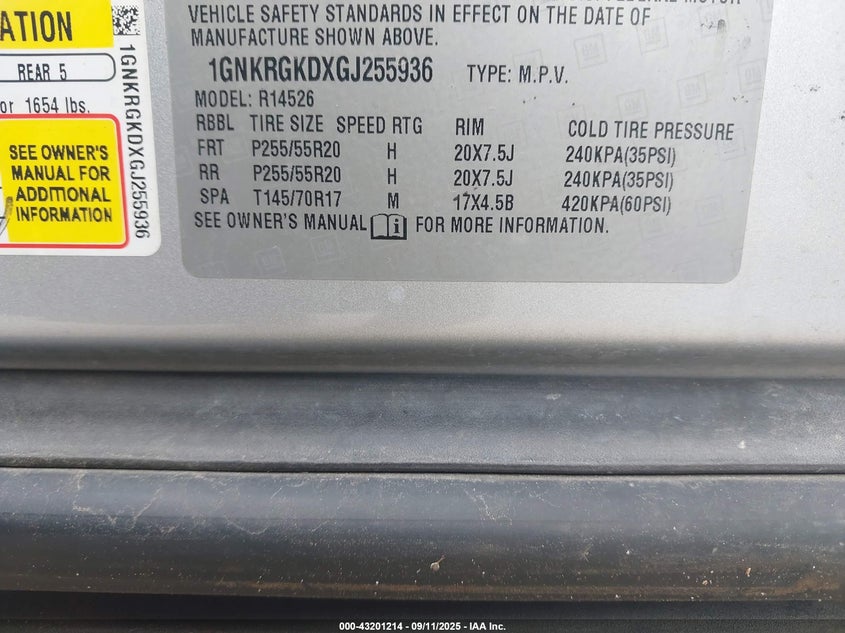 ATION
REAR 5
or 1654 lbs.
SEE OWNER'S
MANUAL FOR
ADDITIONAL
INFORMATION
1GNKRGKDXGJ255936
VEHICLE SAFETY STANDARDS IN EFFECT ON THE DATE OF
MANUFACTURE SHOWN ABOVE.
1GNKRGKDXGJ255936 TYPE: M.P.V.
MODEL: R14526
RBBL TIRE SIZE SPEED RTG RIM COLD TIRE PRESSURE
FRT P255/55R20 H 20X7.5J 240KPA(35PSI)
RR P255/55R20 H 20X7.5J 240KPA(35PSI)
SPA T145/70R17 M 17X4.5B 420KPA(60PSI)
SEE OWNER'S MANUAL i FOR MORE INFORMATION.
000-43201214 - 09/11/2025 - IAA Inc.